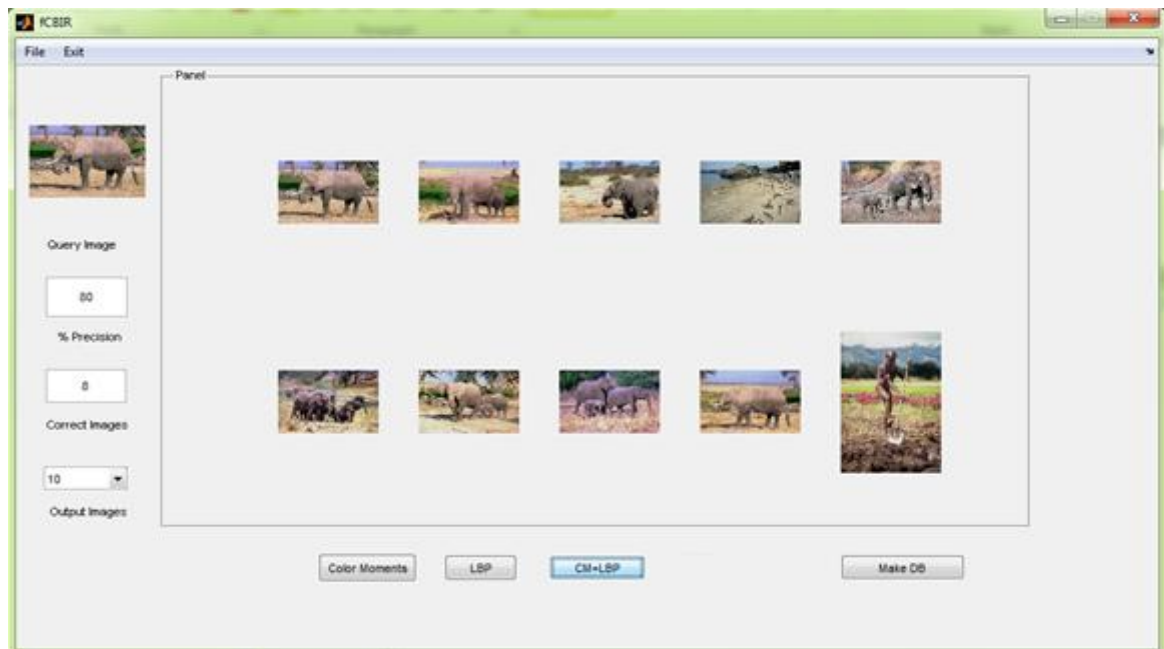 fCBIR
File Exit
Panel
Query Image
80
% Precision
8
Correct Images
10
Output Images
Color Moments LBP CM+LBP Make DB